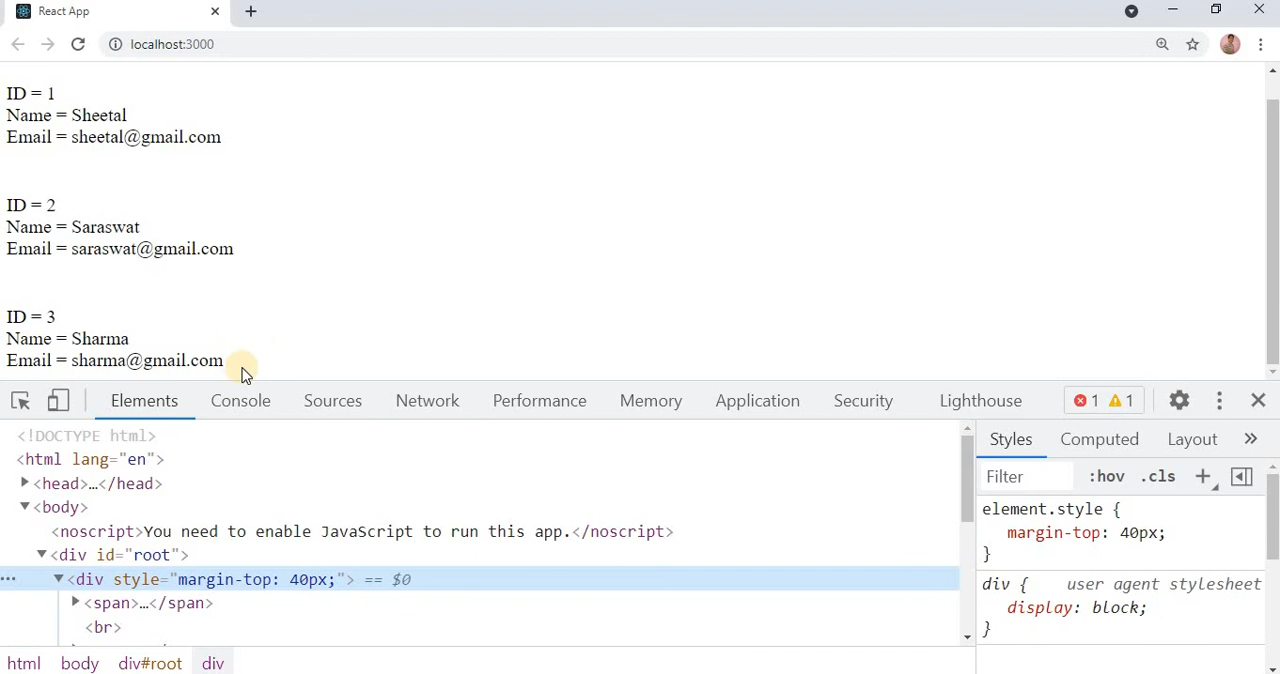 React App
localhost:3000
ID = 1
Name = Sheetal
Email = sheetal@gmail.com
ID = 2
Name = Saraswat
Email = saraswat@gmail.com
ID = 3
Name = Sharma
Email = sharma@gmail.com
Elements Console Sources Network Performance Memory Application Security Lighthouse 1 1
<!DOCTYPE html>
<html lang="en">
<head>…</head>
<body>
<noscript>You need to enable JavaScript to run this app.</noscript>
<div id="root">
<div style="margin-top: 40px;"> == $0
<span>…</span>
<br>
html body div#root div
Styles Computed Layout
Filter :hov .cls
element.style {
margin-top: 40px;
}
div { user agent stylesheet
display: block;
}